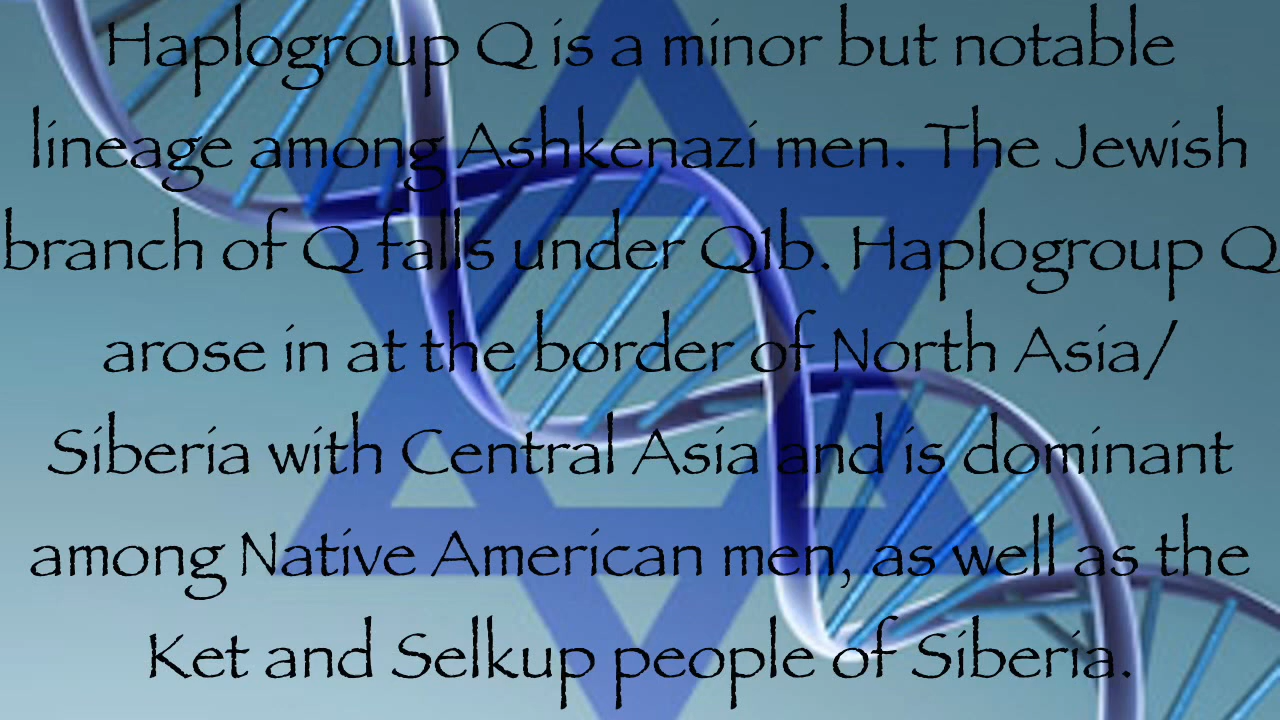 Haplogroup Q is a minor but notable
lineage among Ashkenazi men. The Jewish
branch of Q falls under Q1b. Haplogroup Q
arose in at the border of North Asia/
Siberia with Central Asia and is dominant
among Native American men, as well as the
Ket and Selkup people of Siberia.